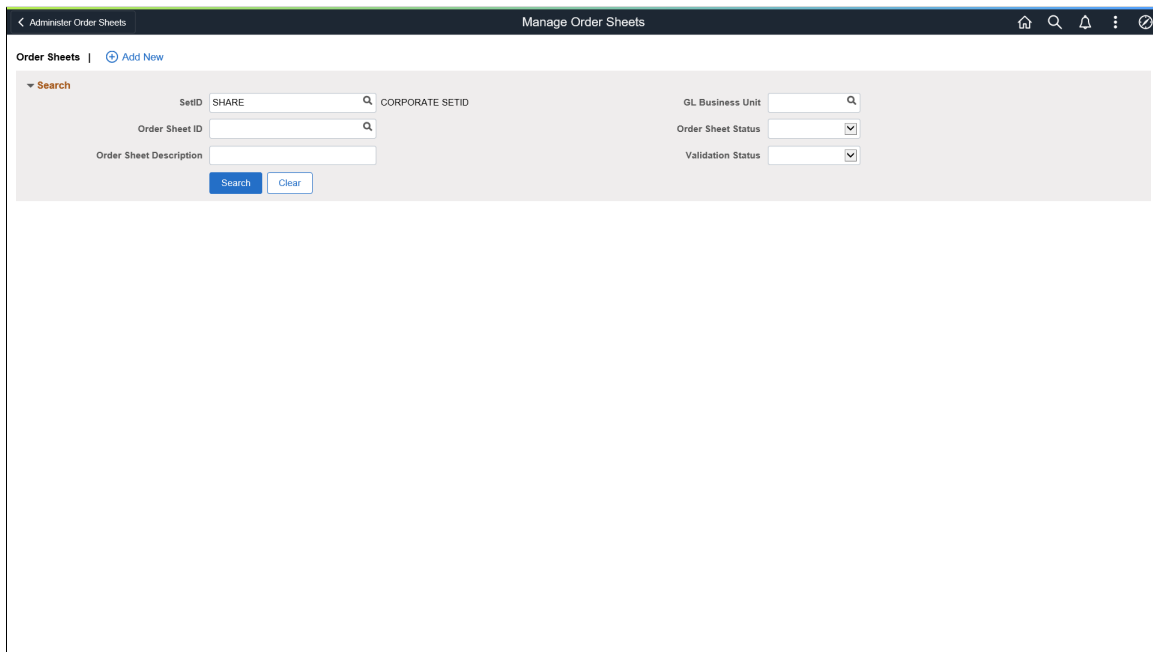 Administer Order Sheets
Manage Order Sheets
Order Sheets | Add New
Search
SetID SHARE CORPORATE SETID GL Business Unit
Order Sheet ID Order Sheet Status
Order Sheet Description Validation Status
Search Clear